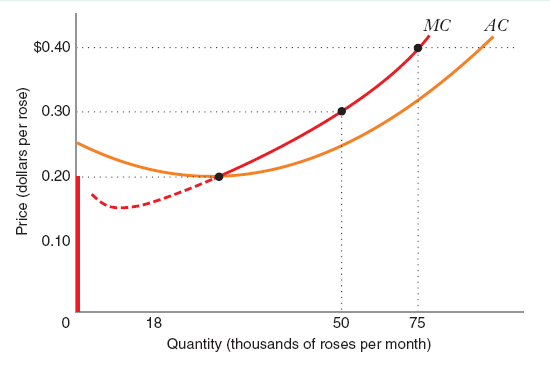 MC AC
$0.40
0.30
0.20
0.10
Price (dollars per rose)
0 18 50 75
Quantity (thousands of roses per month)